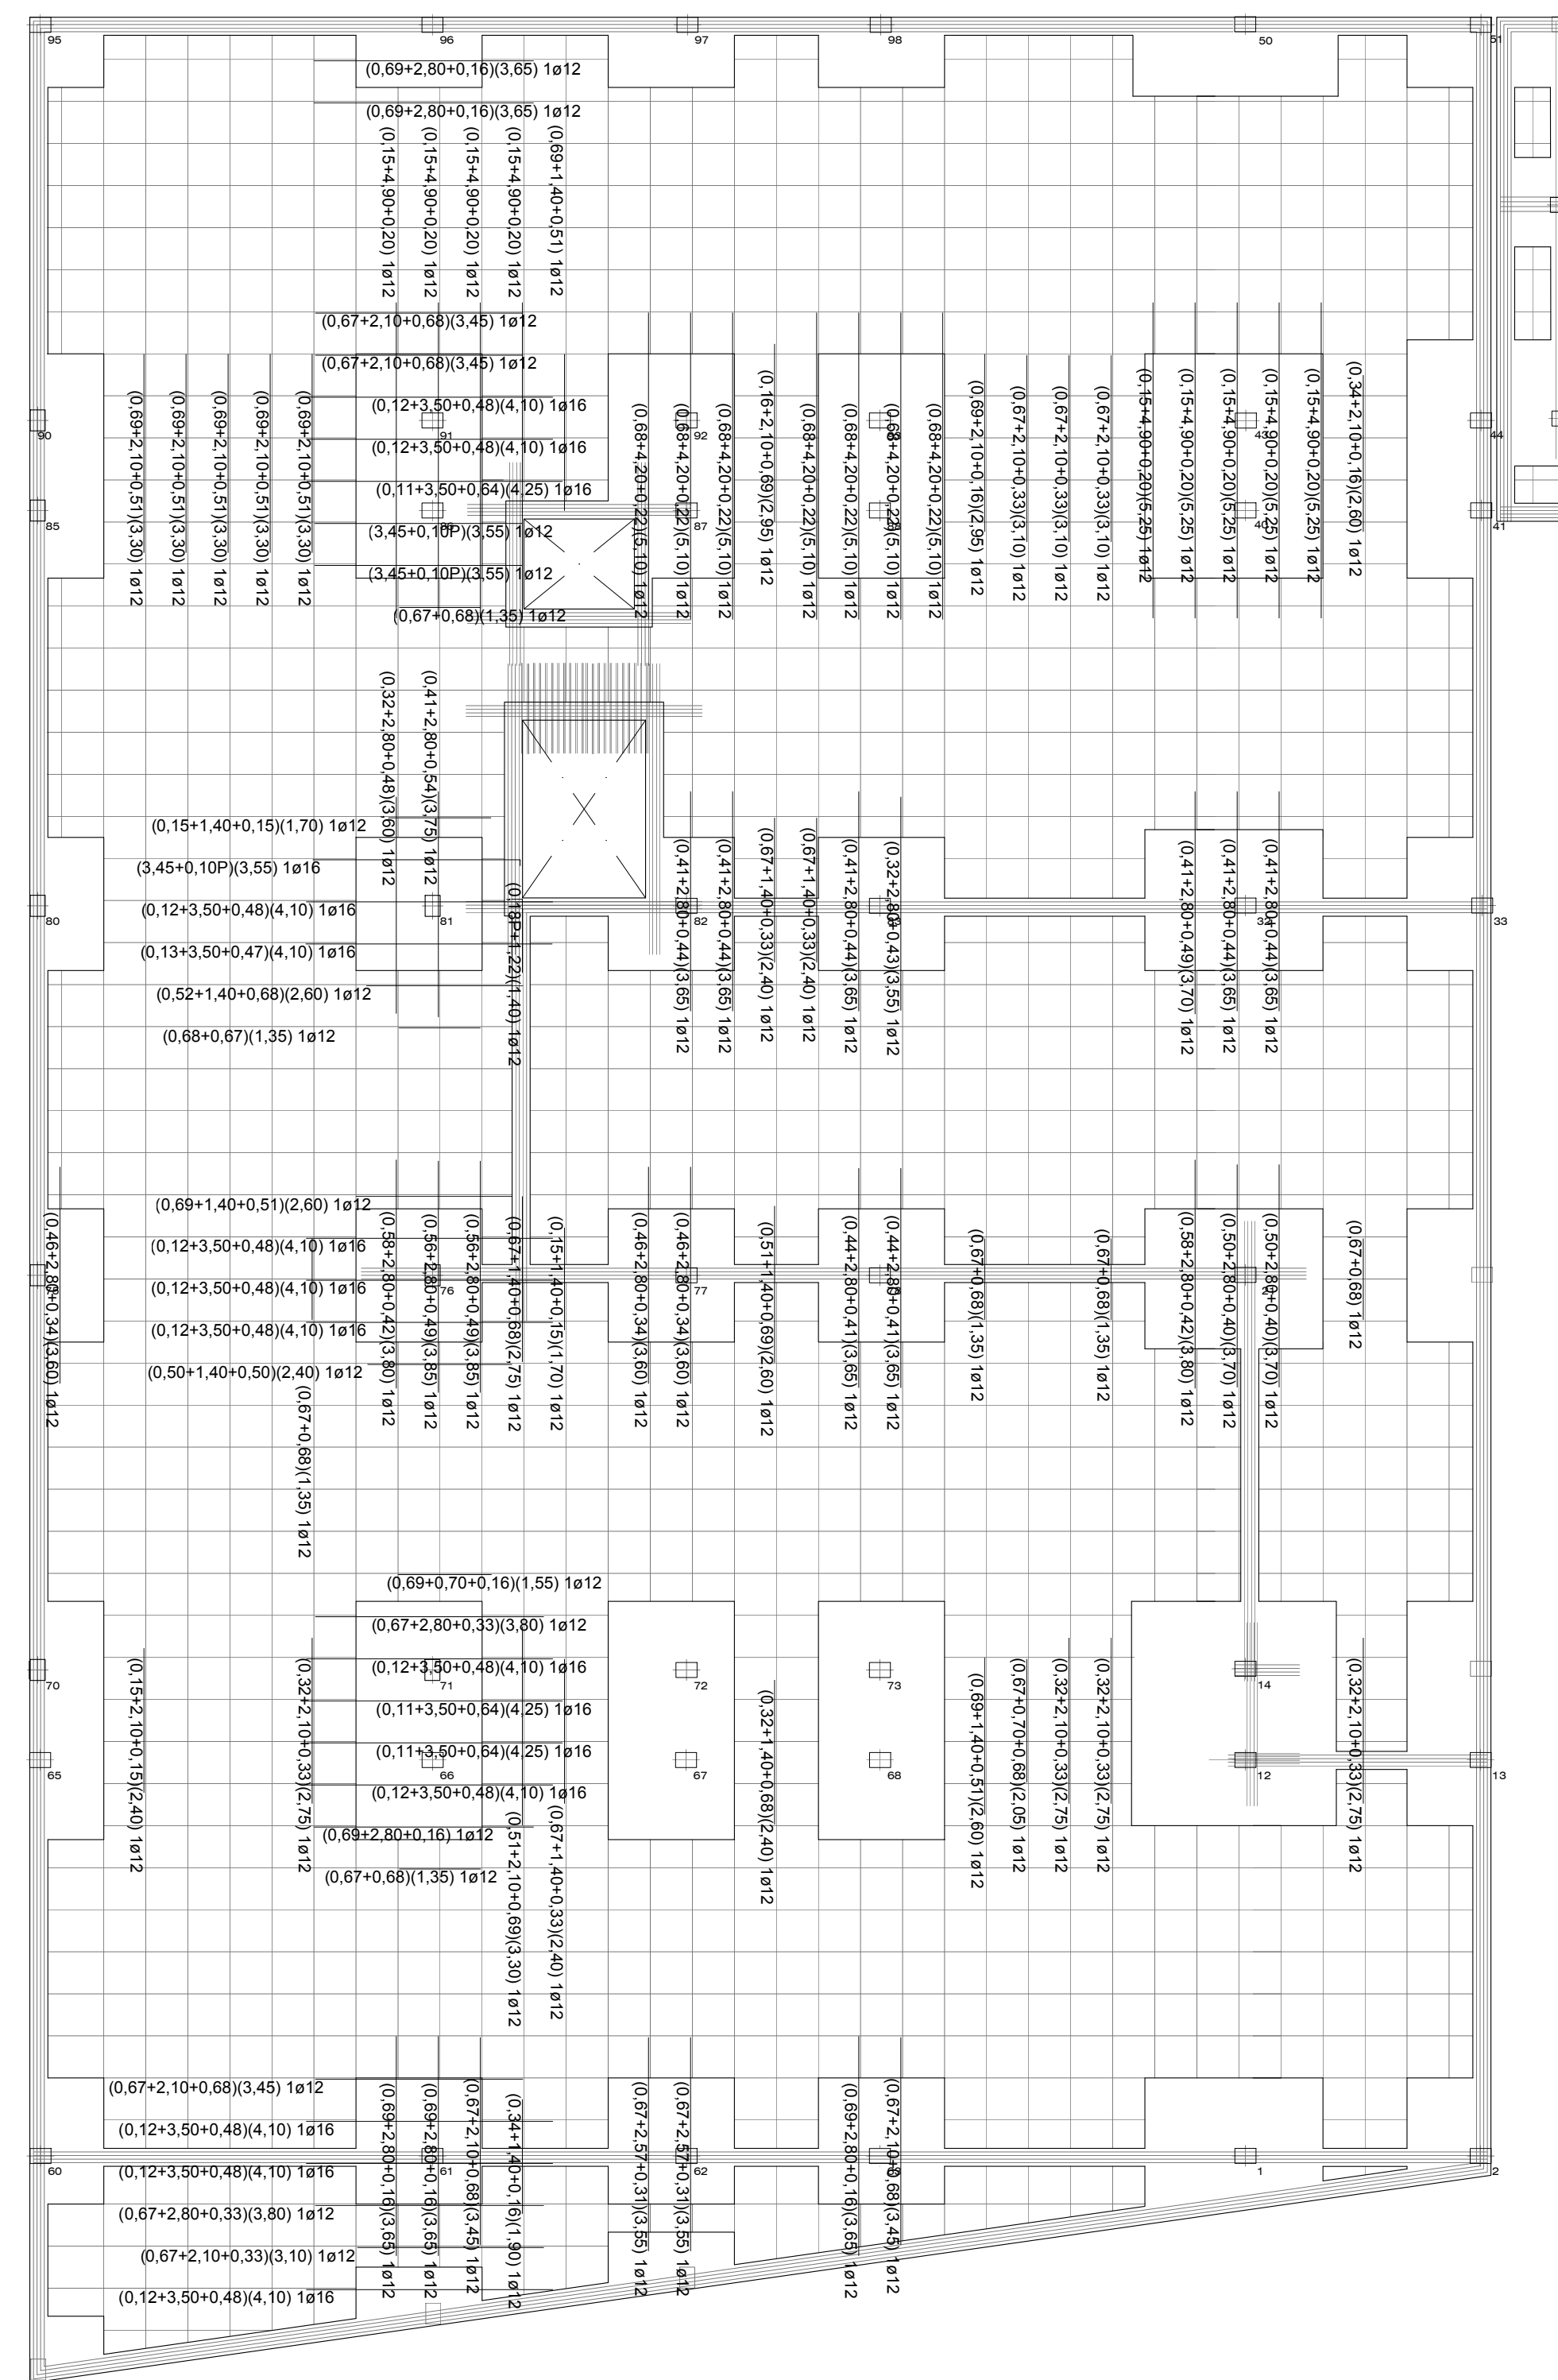 95
96
97
98
50
51
(0,69+2,80+0,16)(3,65) 1ø12
(0,69+2,80+0,16)(3,65) 1ø12
(0,15+4,90+0,20) 1ø12
(0,15+4,90+0,20) 1ø12
(0,15+4,90+0,20) 1ø12
(0,15+4,90+0,20) 1ø12
(0,69+1,40+0,51) 1ø12
(0,67+2,10+0,68)(3,45) 1ø12
(0,67+2,10+0,68)(3,45) 1ø12
(0,12+3,50+0,48)(4,10) 1ø16
(0,12+3,50+0,48)(4,10) 1ø16
(0,11+3,50+0,64)(4,25) 1ø16
(3,45+0,10P)(3,55) 1ø12
(3,45+0,10P)(3,55) 1ø12
(0,67+0,68)(1,35) 1ø12
90
91
92
43
44
85
87
40
41
(0,69+2,10+0,51)(3,30) 1ø12
(0,69+2,10+0,51)(3,30) 1ø12
(0,69+2,10+0,51)(3,30) 1ø12
(0,69+2,10+0,51)(3,30) 1ø12
(0,69+2,10+0,51)(3,30) 1ø12
(0,68+4,20+0,22)(5,10) 1ø12
(0,68+4,20+0,22)(5,10) 1ø12
(0,68+4,20+0,22)(5,10) 1ø12
(0,16+2,10+0,69)(2,95) 1ø12
(0,68+4,20+0,22)(5,10) 1ø12
(0,68+4,20+0,22)(5,10) 1ø12
(0,68+4,20+0,22)(5,10) 1ø12
(0,68+4,20+0,22)(5,10) 1ø12
(0,69+2,10+0,16)(2,95) 1ø12
(0,67+2,10+0,33)(3,10) 1ø12
(0,67+2,10+0,33)(3,10) 1ø12
(0,67+2,10+0,33)(3,10) 1ø12
(0,15+4,90+0,20)(5,25) 1ø12
(0,15+4,90+0,20)(5,25) 1ø12
(0,15+4,90+0,20)(5,25) 1ø12
(0,15+4,90+0,20)(5,25) 1ø12
(0,15+4,90+0,20)(5,25) 1ø12
(0,34+2,10+0,16)(2,60) 1ø12
(0,32+2,80+0,48)(3,60) 1ø12
(0,41+2,80+0,54)(3,75) 1ø12
(0,15+1,40+0,15)(1,70) 1ø12
(3,45+0,10P)(3,55) 1ø16
(0,12+3,50+0,48)(4,10) 1ø16
(0,13+3,50+0,47)(4,10) 1ø16
(0,52+1,40+0,68)(2,60) 1ø12
(0,68+0,67)(1,35) 1ø12
80
81
82
32
33
(0,18P+1,22)(1,40) 1ø12
(0,41+2,80+0,44)(3,65) 1ø12
(0,41+2,80+0,44)(3,65) 1ø12
(0,67+1,40+0,33)(2,40) 1ø12
(0,67+1,40+0,33)(2,40) 1ø12
(0,41+2,80+0,44)(3,65) 1ø12
(0,32+2,80+0,43)(3,55) 1ø12
(0,41+2,80+0,49)(3,70) 1ø12
(0,41+2,80+0,44)(3,65) 1ø12
(0,41+2,80+0,44)(3,65) 1ø12
(0,69+1,40+0,51)(2,60) 1ø12
(0,12+3,50+0,48)(4,10) 1ø16
(0,12+3,50+0,48)(4,10) 1ø16
(0,12+3,50+0,48)(4,10) 1ø16
(0,50+1,40+0,50)(2,40) 1ø12
76
77
(0,46+2,80+0,34)(3,60) 1ø12
(0,67+0,68)(1,35) 1ø12
(0,58+2,80+0,42)(3,80) 1ø12
(0,56+2,80+0,49)(3,85) 1ø12
(0,56+2,80+0,49)(3,85) 1ø12
(0,67+1,40+0,68)(2,75) 1ø12
(0,15+1,40+0,15)(1,70) 1ø12
(0,46+2,80+0,34)(3,60) 1ø12
(0,46+2,80+0,34)(3,60) 1ø12
(0,51+1,40+0,69)(2,60) 1ø12
(0,44+2,80+0,41)(3,65) 1ø12
(0,44+2,80+0,41)(3,65) 1ø12
(0,67+0,68)(1,35) 1ø12
(0,67+0,68)(1,35) 1ø12
(0,58+2,80+0,42)(3,80) 1ø12
(0,50+2,80+0,40)(3,70) 1ø12
(0,50+2,80+0,40)(3,70) 1ø12
(0,67+0,68) 1ø12
(0,69+0,70+0,16)(1,55) 1ø12
(0,67+2,80+0,33)(3,80) 1ø12
(0,12+3,50+0,48)(4,10) 1ø16
(0,11+3,50+0,64)(4,25) 1ø16
(0,11+3,50+0,64)(4,25) 1ø16
(0,12+3,50+0,48)(4,10) 1ø16
(0,69+2,80+0,16) 1ø12
(0,67+0,68)(1,35) 1ø12
70
71
72
73
14
65
66
67
68
12
13
(0,15+2,10+0,15)(2,40) 1ø12
(0,32+2,10+0,33)(2,75) 1ø12
(0,51+2,10+0,69)(3,30) 1ø12
(0,67+1,40+0,33)(2,40) 1ø12
(0,32+1,40+0,68)(2,40) 1ø12
(0,69+1,40+0,51)(2,60) 1ø12
(0,67+0,70+0,68)(2,05) 1ø12
(0,32+2,10+0,33)(2,75) 1ø12
(0,32+2,10+0,33)(2,75) 1ø12
(0,32+2,10+0,33)(2,75) 1ø12
(0,67+2,10+0,68)(3,45) 1ø12
(0,12+3,50+0,48)(4,10) 1ø16
(0,12+3,50+0,48)(4,10) 1ø16
(0,67+2,80+0,33)(3,80) 1ø12
(0,67+2,10+0,33)(3,10) 1ø12
(0,12+3,50+0,48)(4,10) 1ø16
60
61
62
1
2
(0,69+2,80+0,16)(3,65) 1ø12
(0,69+2,80+0,16)(3,65) 1ø12
(0,67+2,10+0,68)(3,45) 1ø12
(0,34+1,40+0,16)(1,90) 1ø12
(0,67+2,57+0,31)(3,55) 1ø12
(0,67+2,57+0,31)(3,55) 1ø12
(0,69+2,80+0,16)(3,65) 1ø12
(0,67+2,10+0,68)(3,45) 1ø12